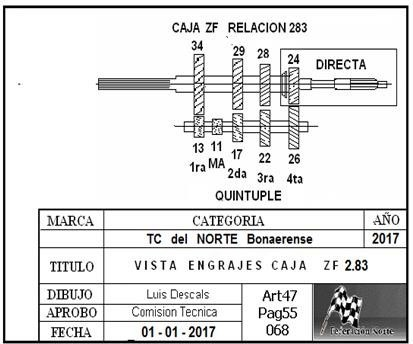 CAJA ZF RELACION 283
34
29
28
24
DIRECTA
13
11
17
22
26
1ra
MA
2da
3ra
4ta
QUINTUPLE
MARCA
CATEGORIA
AÑO
TC del NORTE Bonaerense
2017
TITULO
VISTA ENGRAJES CAJA ZF 2.83
DIBUJO
Luis Descals
APROBO
Comision Tecnica
FECHA
01 - 01 - 2017
Art47
Pag55
068
Federacion Norte